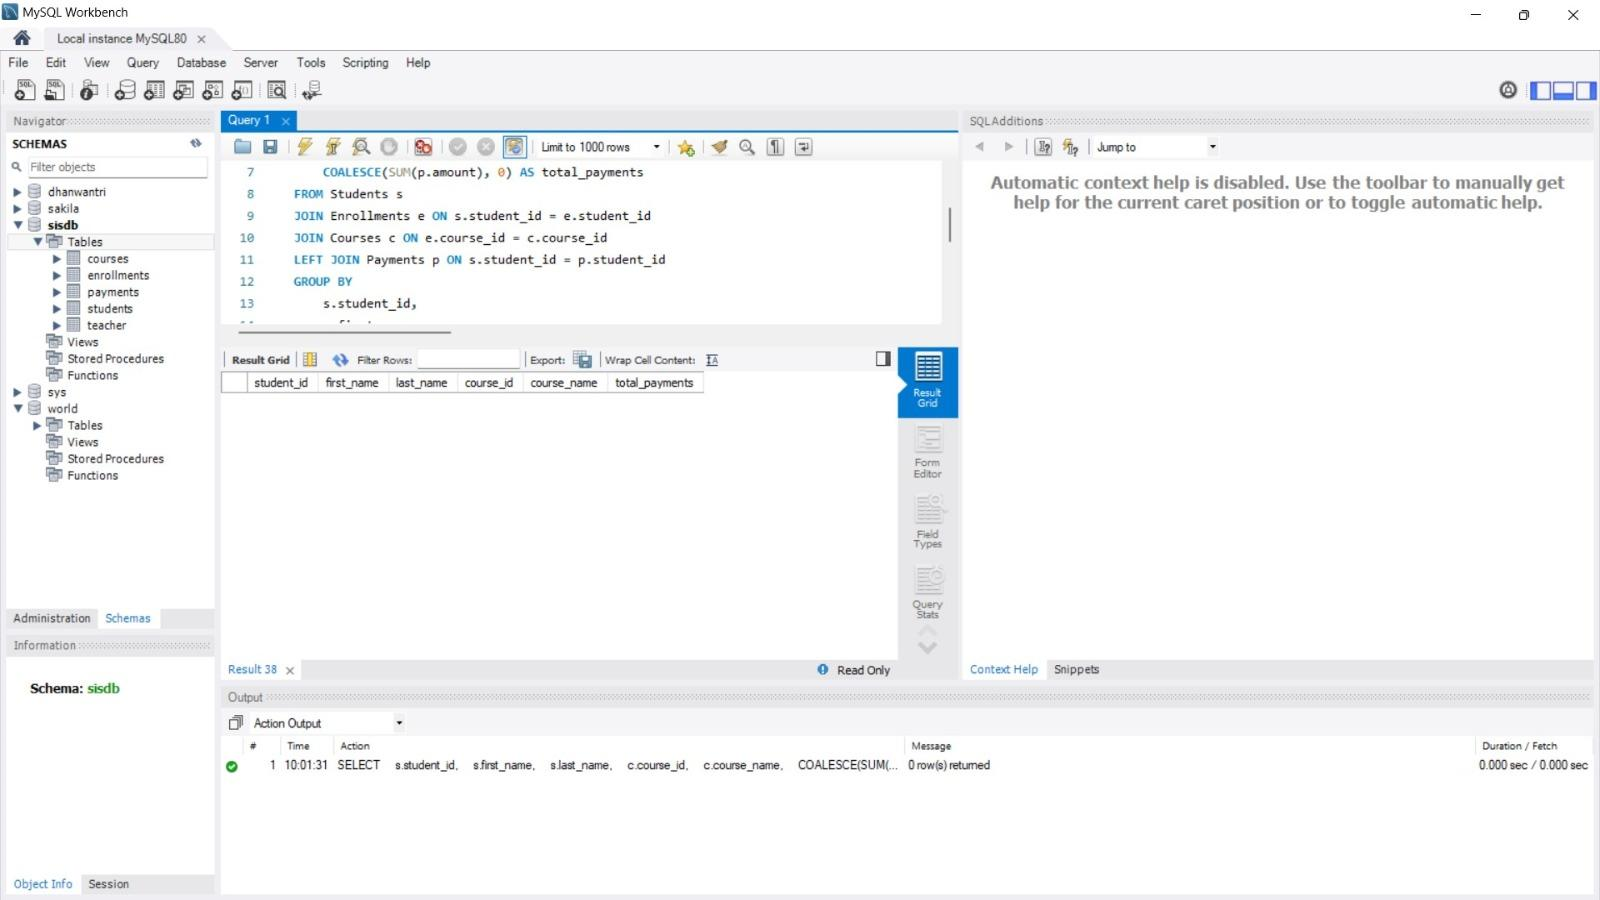 MySQL Workbench
Local instance MySQL80
File Edit View Query Database Server Tools Scripting Help
Navigator
SCHEMAS
Filter objects
dhanwantri
sakila
sisdb
Tables
courses
enrollments
payments
students
teacher
Views
Stored Procedures
Functions
sys
world
Tables
Views
Stored Procedures
Functions
Administration Schemas
Information
Schema: sisdb
Object Info Session
Query 1
Limit to 1000 rows
7 COALESCE(SUM(p.amount), 0) AS total_payments
8 FROM Students s
9 JOIN Enrollments e ON s.student_id = e.student_id
10 JOIN Courses c ON e.course_id = c.course_id
11 LEFT JOIN Payments p ON s.student_id = p.student_id
12 GROUP BY
13 s.student_id,
Result Grid Filter Rows: Export: Wrap Cell Content:
student_id first_name last_name course_id course_name total_payments
Result Grid
Form Editor
Field Types
Query Stats
Result 38
Read Only
SQLAdditions
Jump to
Automatic context help is disabled. Use the toolbar to manually get
help for the current caret position or to toggle automatic help.
Context Help Snippets
Output
Action Output
# Time Action Message Duration / Fetch
1 10:01:31 SELECT s.student_id, s.first_name, s.last_name, c.course_id, c.course_name, COALESCE(SUM(... 0 row(s) returned 0.000 sec / 0.000 sec